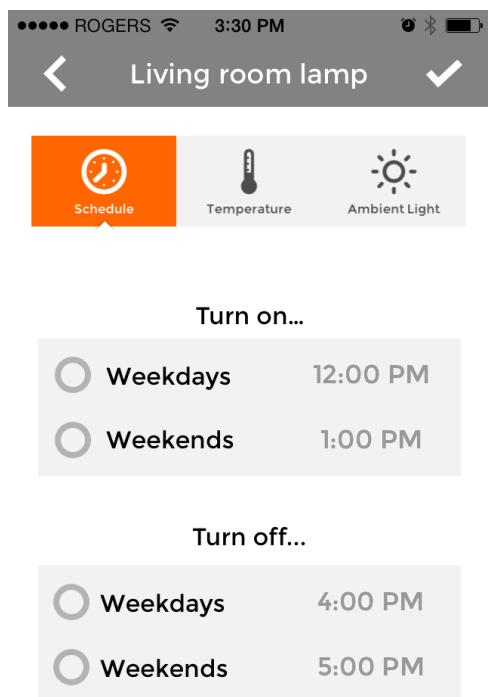 ROGERS 3:30 PM
Living room lamp
Schedule Temperature Ambient Light
Turn on...
Weekdays 12:00 PM
Weekends 1:00 PM
Turn off...
Weekdays 4:00 PM
Weekends 5:00 PM